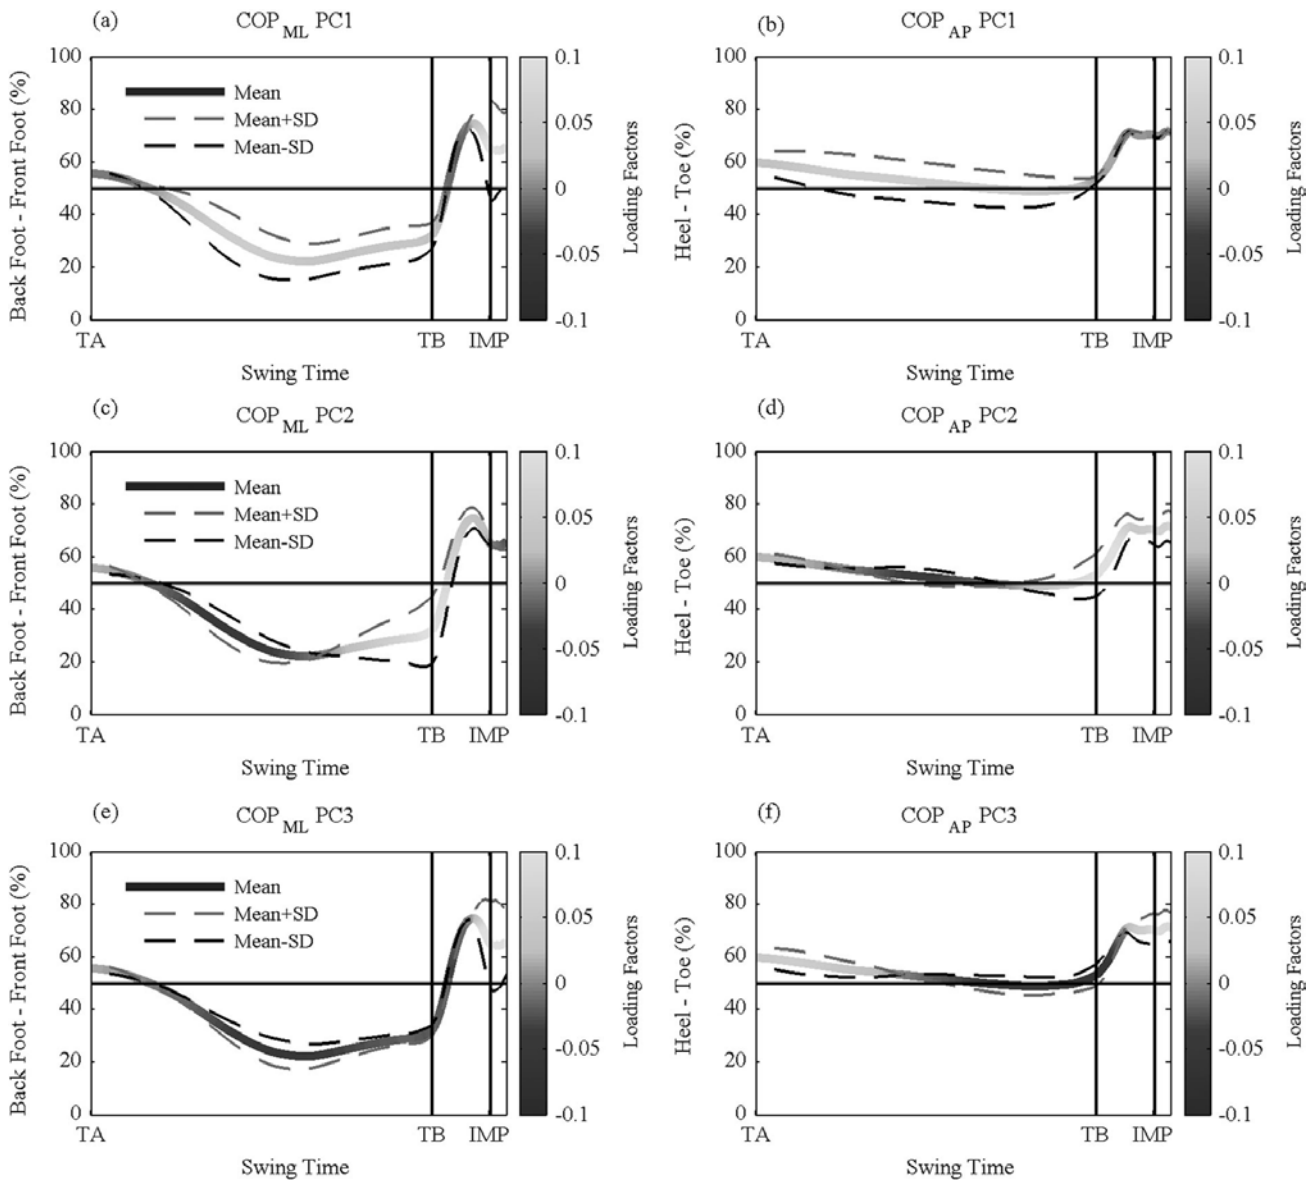 (a) COP ML PC1
Back Foot - Front Foot (%)
100
80
60
40
20
0
Mean
Mean+SD
Mean-SD
TA TB IMP
Swing Time
0.1
0.05
0
-0.05
-0.1
Loading Factors
(b) COP AP PC1
Heel - Toe (%)
100
80
60
40
20
0
TA TB IMP
Swing Time
0.1
0.05
0
-0.05
-0.1
Loading Factors
(c) COP ML PC2
Back Foot - Front Foot (%)
100
80
60
40
20
0
Mean
Mean+SD
Mean-SD
TA TB IMP
Swing Time
0.1
0.05
0
-0.05
-0.1
Loading Factors
(d) COP AP PC2
Heel - Toe (%)
100
80
60
40
20
0
TA TB IMP
Swing Time
0.1
0.05
0
-0.05
-0.1
Loading Factors
(e) COP ML PC3
Back Foot - Front Foot (%)
100
80
60
40
20
0
Mean
Mean+SD
Mean-SD
TA TB IMP
Swing Time
0.1
0.05
0
-0.05
-0.1
Loading Factors
(f) COP AP PC3
Heel - Toe (%)
100
80
60
40
20
0
TA TB IMP
Swing Time
0.1
0.05
0
-0.05
-0.1
Loading Factors